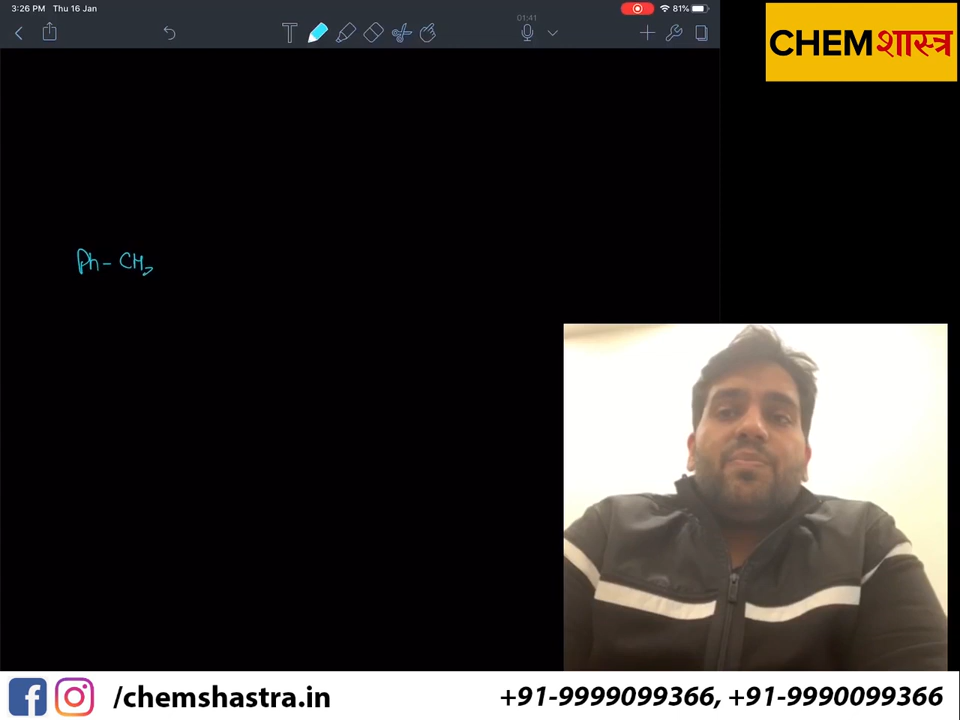 3:26 PM Thu 16 Jan
81%
01:41
CHEMशास्त्र
Ph-CH₂
/chemshastra.in
+91-9999099366, +91-9990099366